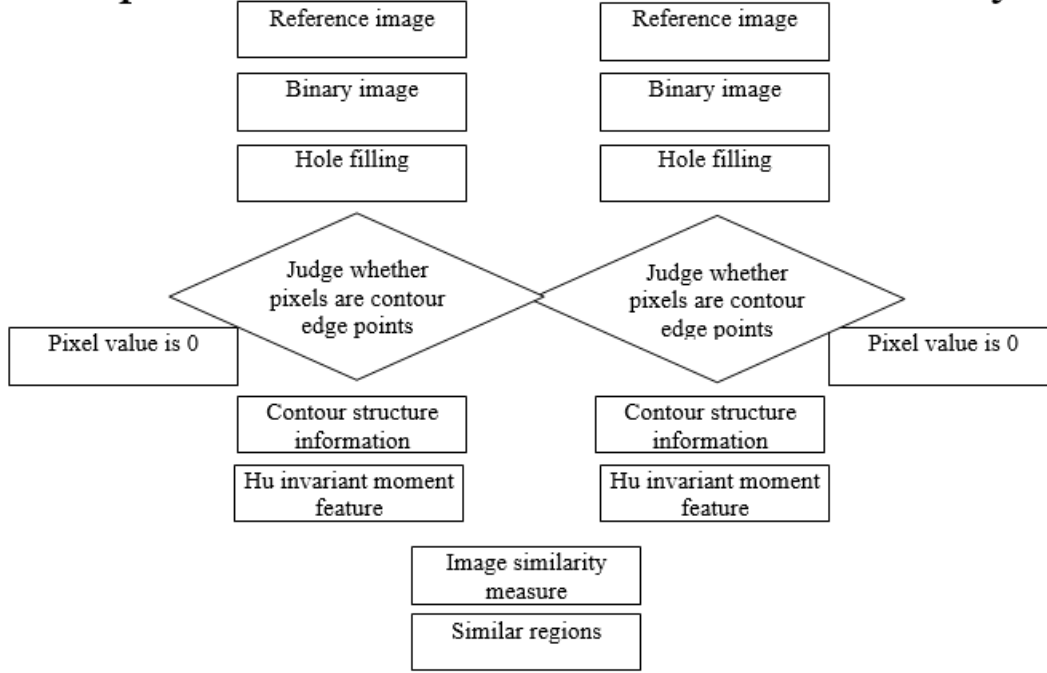 Reference image
Reference image
Binary image
Binary image
Hole filling
Hole filling
Judge whether
pixels are contour
edge points
Judge whether
pixels are contour
edge points
Pixel value is 0
Pixel value is 0
Contour structure
information
Contour structure
information
Hu invariant moment
feature
Hu invariant moment
feature
Image similarity
measure
Similar regions